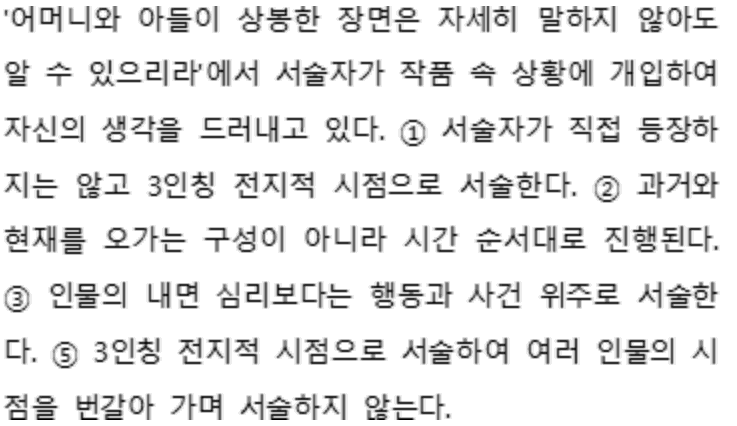 '어머니와 아들이 상봉한 장면은 자세히 말하지 않아도
알 수 있으리라'에서 서술자가 작품 속 상황에 개입하여
자신의 생각을 드러내고 있다. ① 서술자가 직접 등장하
지는 않고 3인칭 전지적 시점으로 서술한다. ② 과거와
현재를 오가는 구성이 아니라 시간 순서대로 진행된다.
③ 인물의 내면 심리보다는 행동과 사건 위주로 서술한
다. ⑤ 3인칭 전지적 시점으로 서술하여 여러 인물의 시
점을 번갈아 가며 서술하지 않는다.